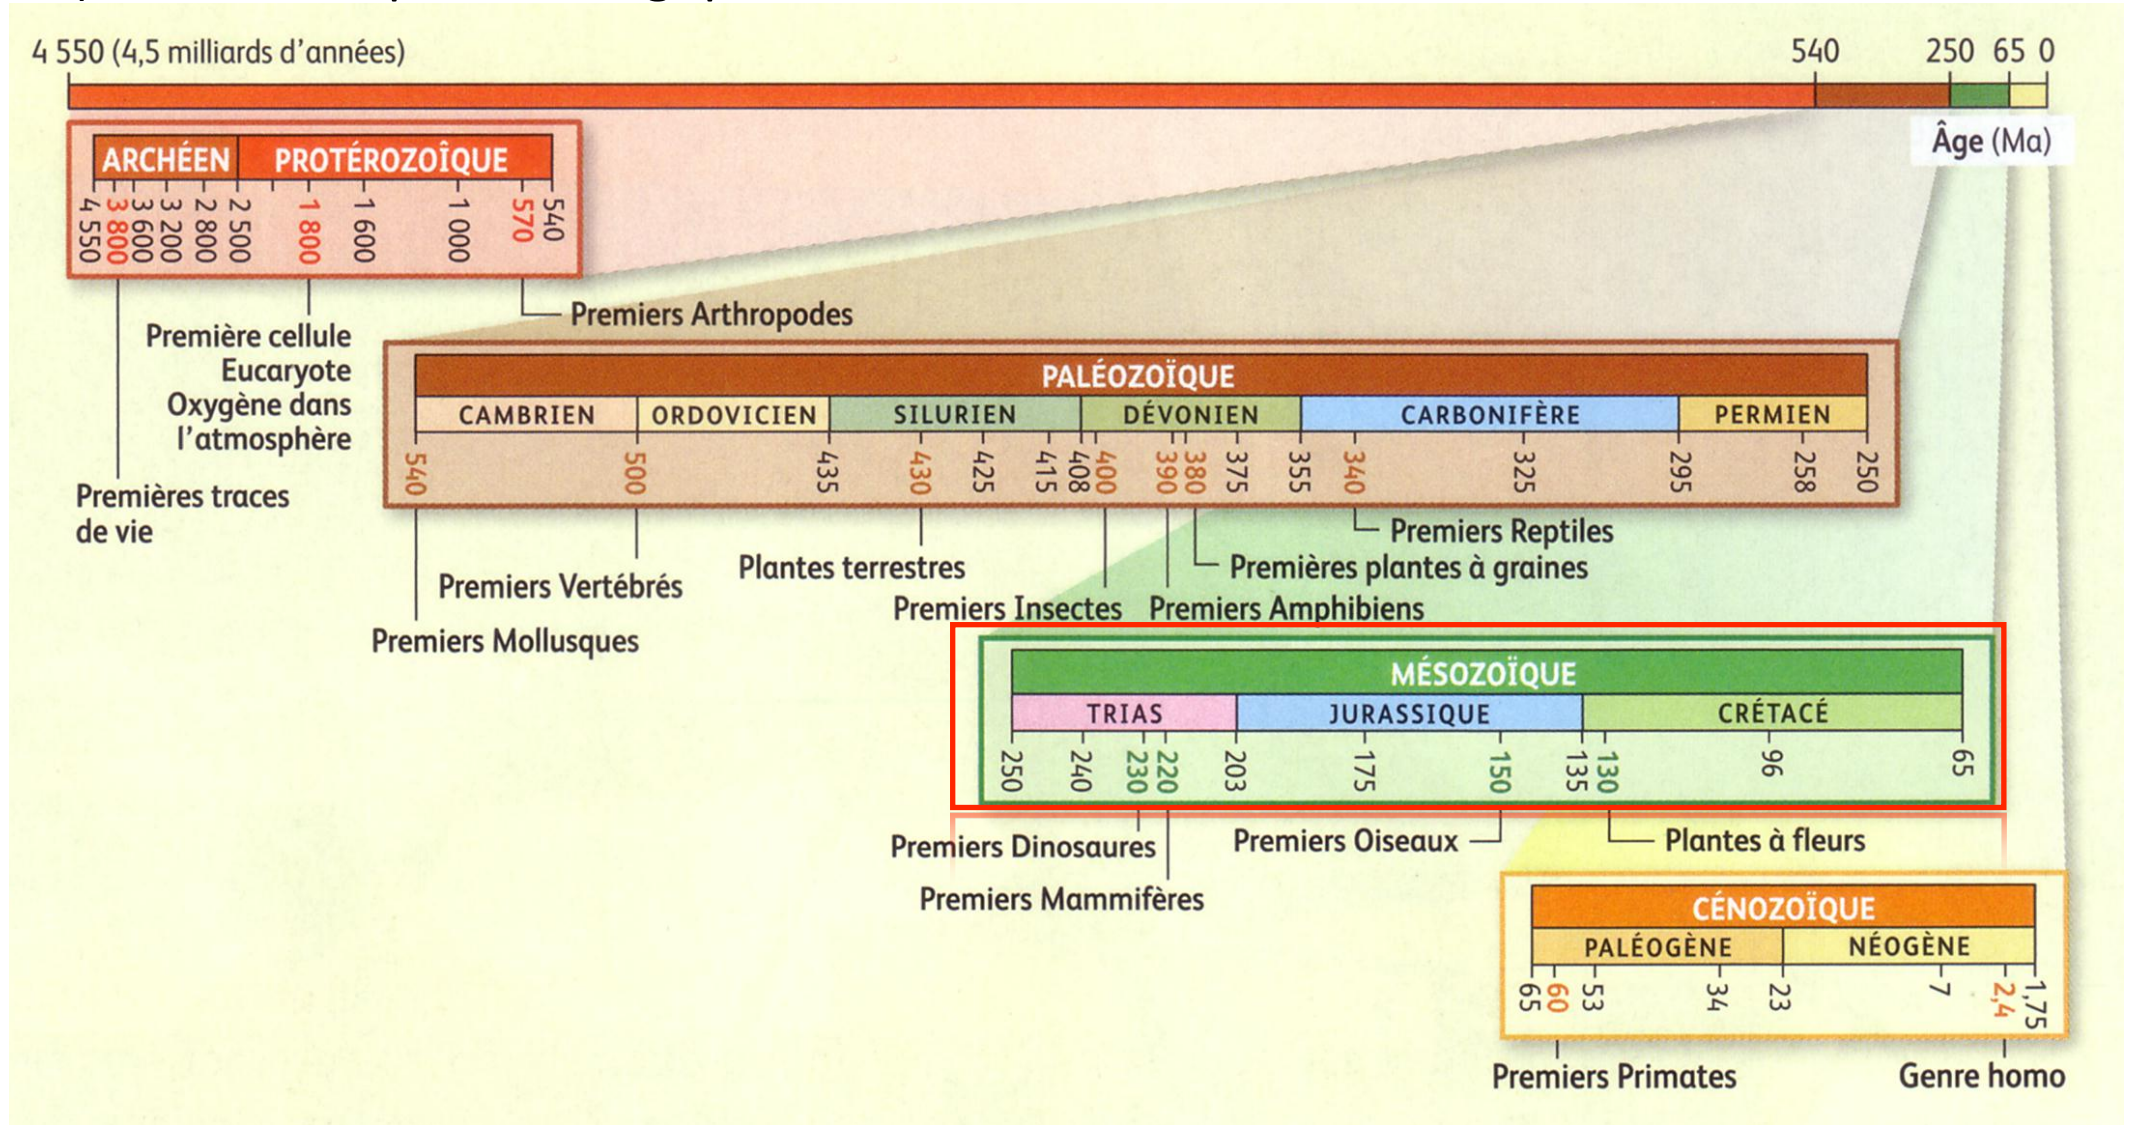 4 550 (4,5 milliards d'années) 540 250 65 0
Âge (Ma)
ARCHÉEN PROTÉROZOÎQUE
4 550 3 800 3 600 3 200 2 800 2 500 1 800 1 600 1 000 570 540
Premiers Arthropodes
Première cellule
Eucaryote
Oxygène dans
l'atmosphère
Premières traces
de vie
PALÉOZOÏQUE
CAMBRIEN ORDOVICIEN SILURIEN DÉVONIEN CARBONIFÈRE PERMIEN
540 500 435 430 425 415 408 400 390 380 375 355 340 325 295 258 250
Premiers Reptiles
Plantes terrestres Premières plantes à graines
Premiers Vertébrés
Premiers Insectes Premiers Amphibiens
Premiers Mollusques
MÉSOZOÏQUE
TRIAS JURASSIQUE CRÉTACÉ
250 240 230 220 203 175 150 135 130 96 65
Premiers Dinosaures Premiers Oiseaux Plantes à fleurs
Premiers Mammifères
CÉNOZOÏQUE
PALÉOGÈNE NÉOGÈNE
65 60 53 34 23 7 2,4 1,75
Premiers Primates Genre homo